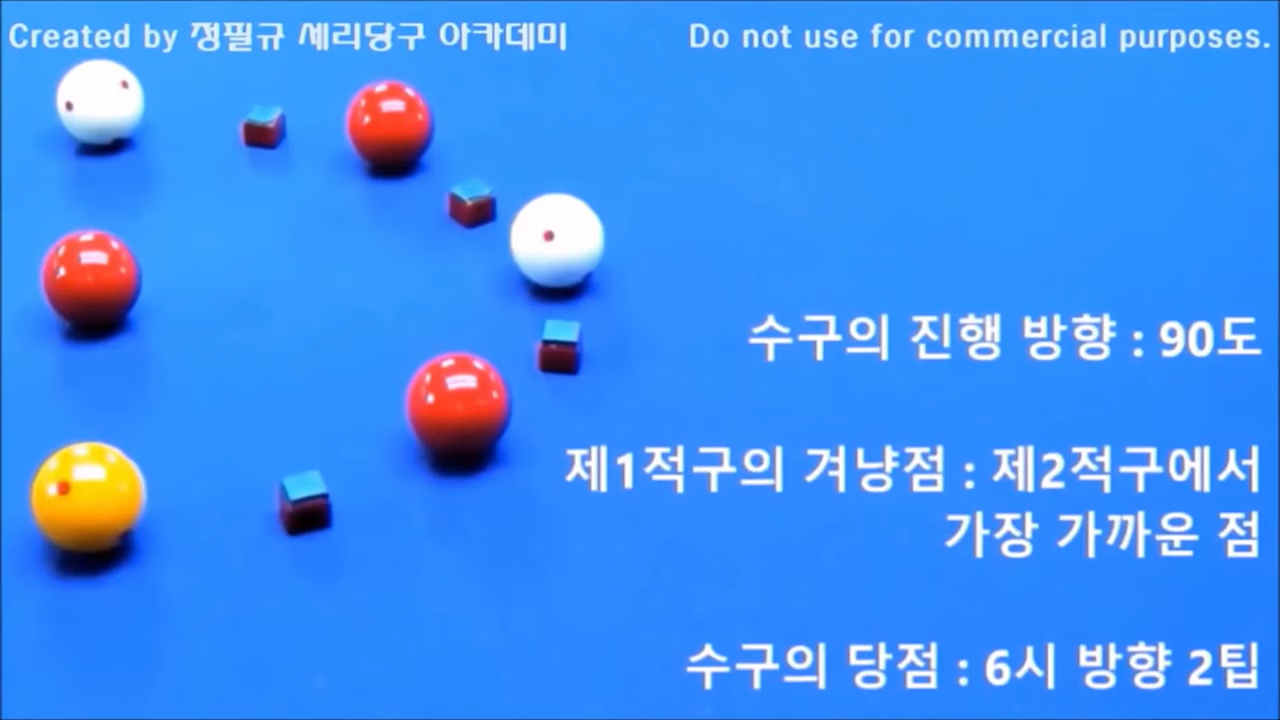 Created by 정필규 세리당구 아카데미
Do not use for commercial purposes.
수구의 진행 방향 : 90도
제1적구의 겨냥점 : 제2적구에서
가장 가까운 점
수구의 당점 : 6시 방향 2팁